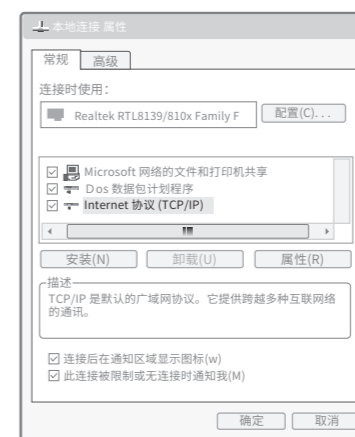 本地连接 属性
常规 高级
连接时使用：
Realtek RTL8139/810x Family F 配置(C)...
Microsoft 网络的文件和打印机共享
Dos 数据包计划程序
Internet 协议 (TCP/IP)
安装(N) 卸载(U) 属性(R)
描述
TCP/IP 是默认的广域网协议。它提供跨越多种互联网络
的通讯。
连接后在通知区域显示图标(w)
此连接被限制或无连接时通知我(M)
确定 取消